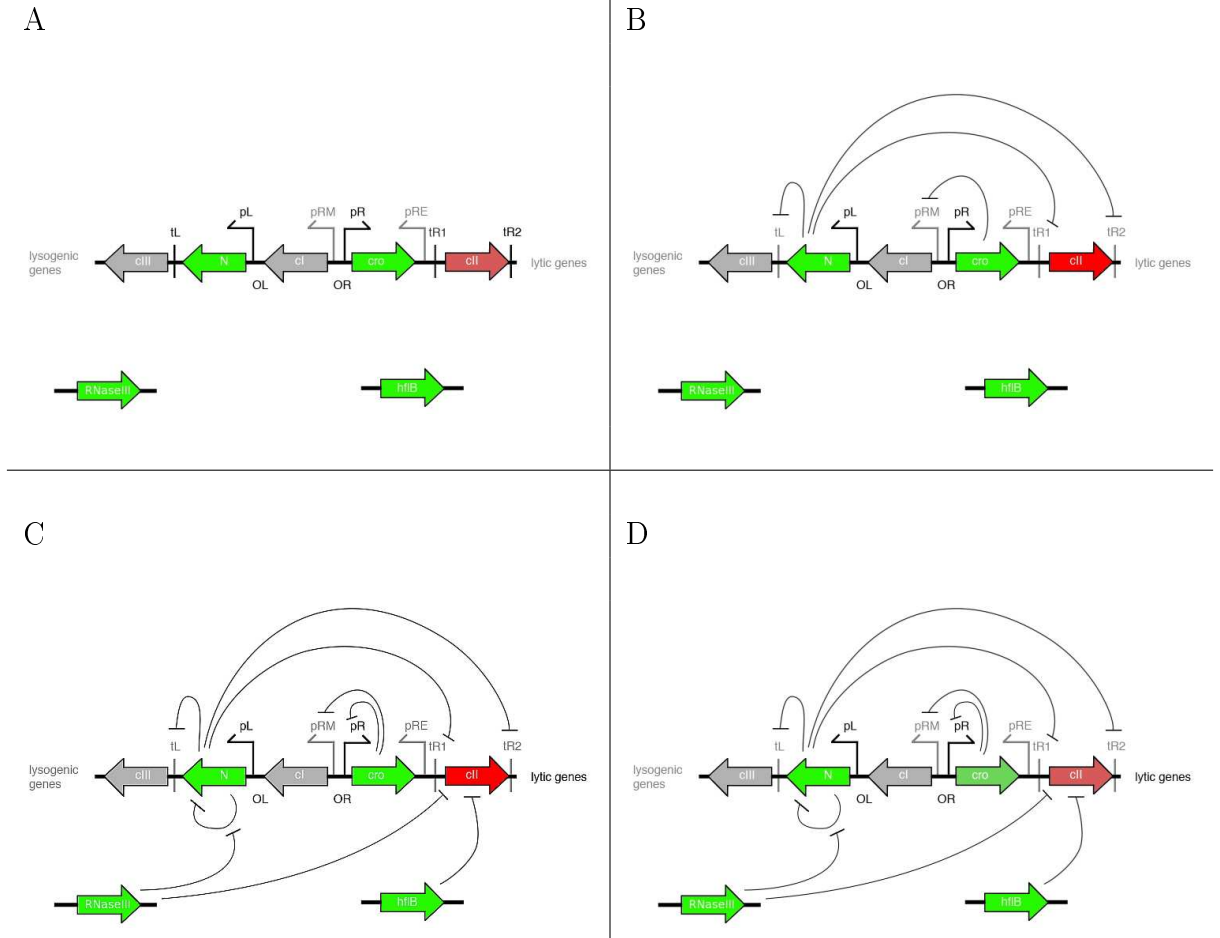 A
pL pRM pR pRE
tL tR1 tR2
lysogenic genes
cIII N cI cro cII
lytic genes
OL OR
RNaseIII hflB
B
pL pRM pR pRE
tL tR1 tR2
lysogenic genes
cIII N cI cro cII
lytic genes
OL OR
RNaseIII hflB
C
pL pRM pR pRE
tL tR1 tR2
lysogenic genes
cIII N cI cro cII
lytic genes
OL OR
RNaseIII hflB
D
pL pRM pR pRE
tL tR1 tR2
lysogenic genes
cIII N cI cro cII
lytic genes
OL OR
RNaseIII hflB